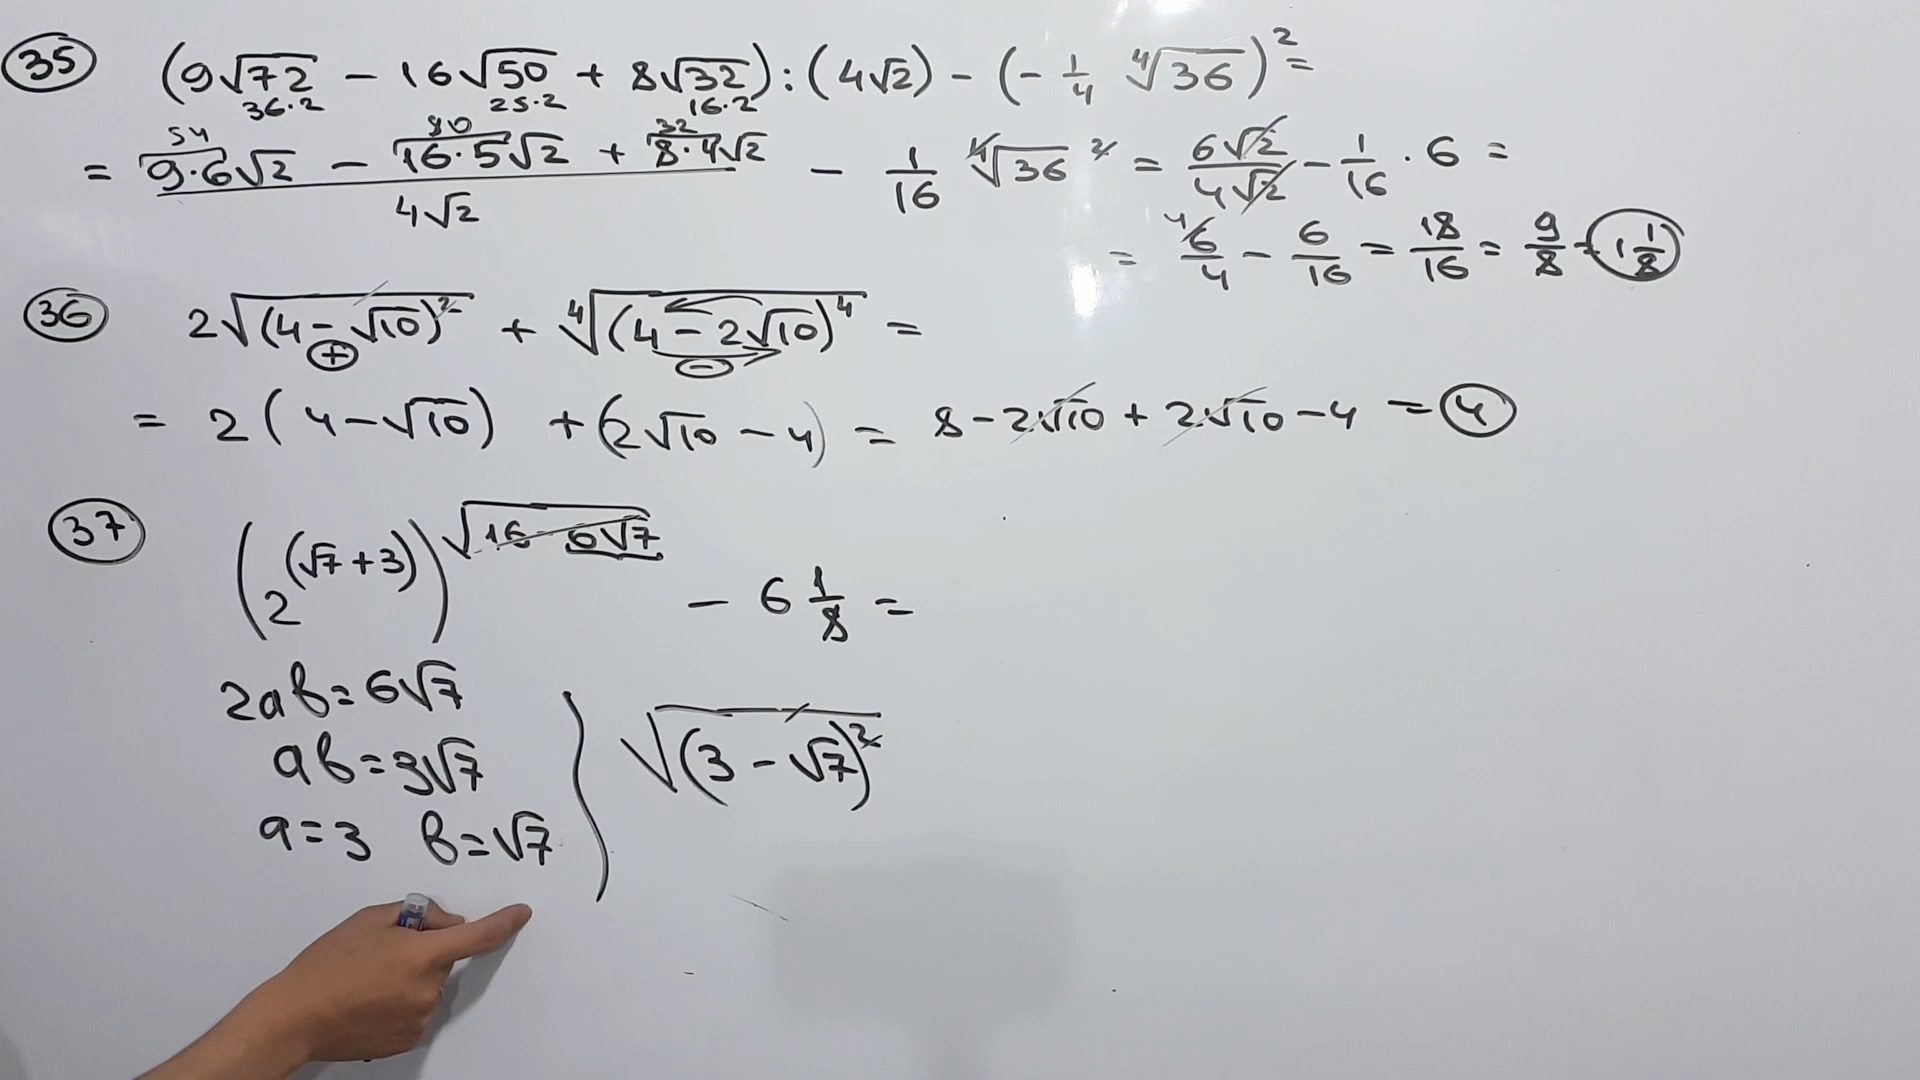 35 (9√72 − 16√50 + 8√32) : (4√2) − (−1/4 ⁴√36)² =
36·2 25·2 16·2
54 80 32
= (9·6√2 − 16·5√2 + 8·4√2)/(4√2) − 1/16 ⁴√36² = 6√2/4√2 − 1/16 · 6 =
= ⁴⁄6/4 − 6/16 = 18/16 = 9/8 = 1 1/8
36 2√(4−√10)² + ⁴√(4−2√10)⁴ =
+ −
= 2(4−√10) + (2√10 − 4) = 8−2√10 + 2√10 −4 = 4
37 (2^(√7+3))^√(16−6√7) − 6 1/8 =
2ab=6√7
ab=3√7 √(3−√7)²
a=3 b=√7